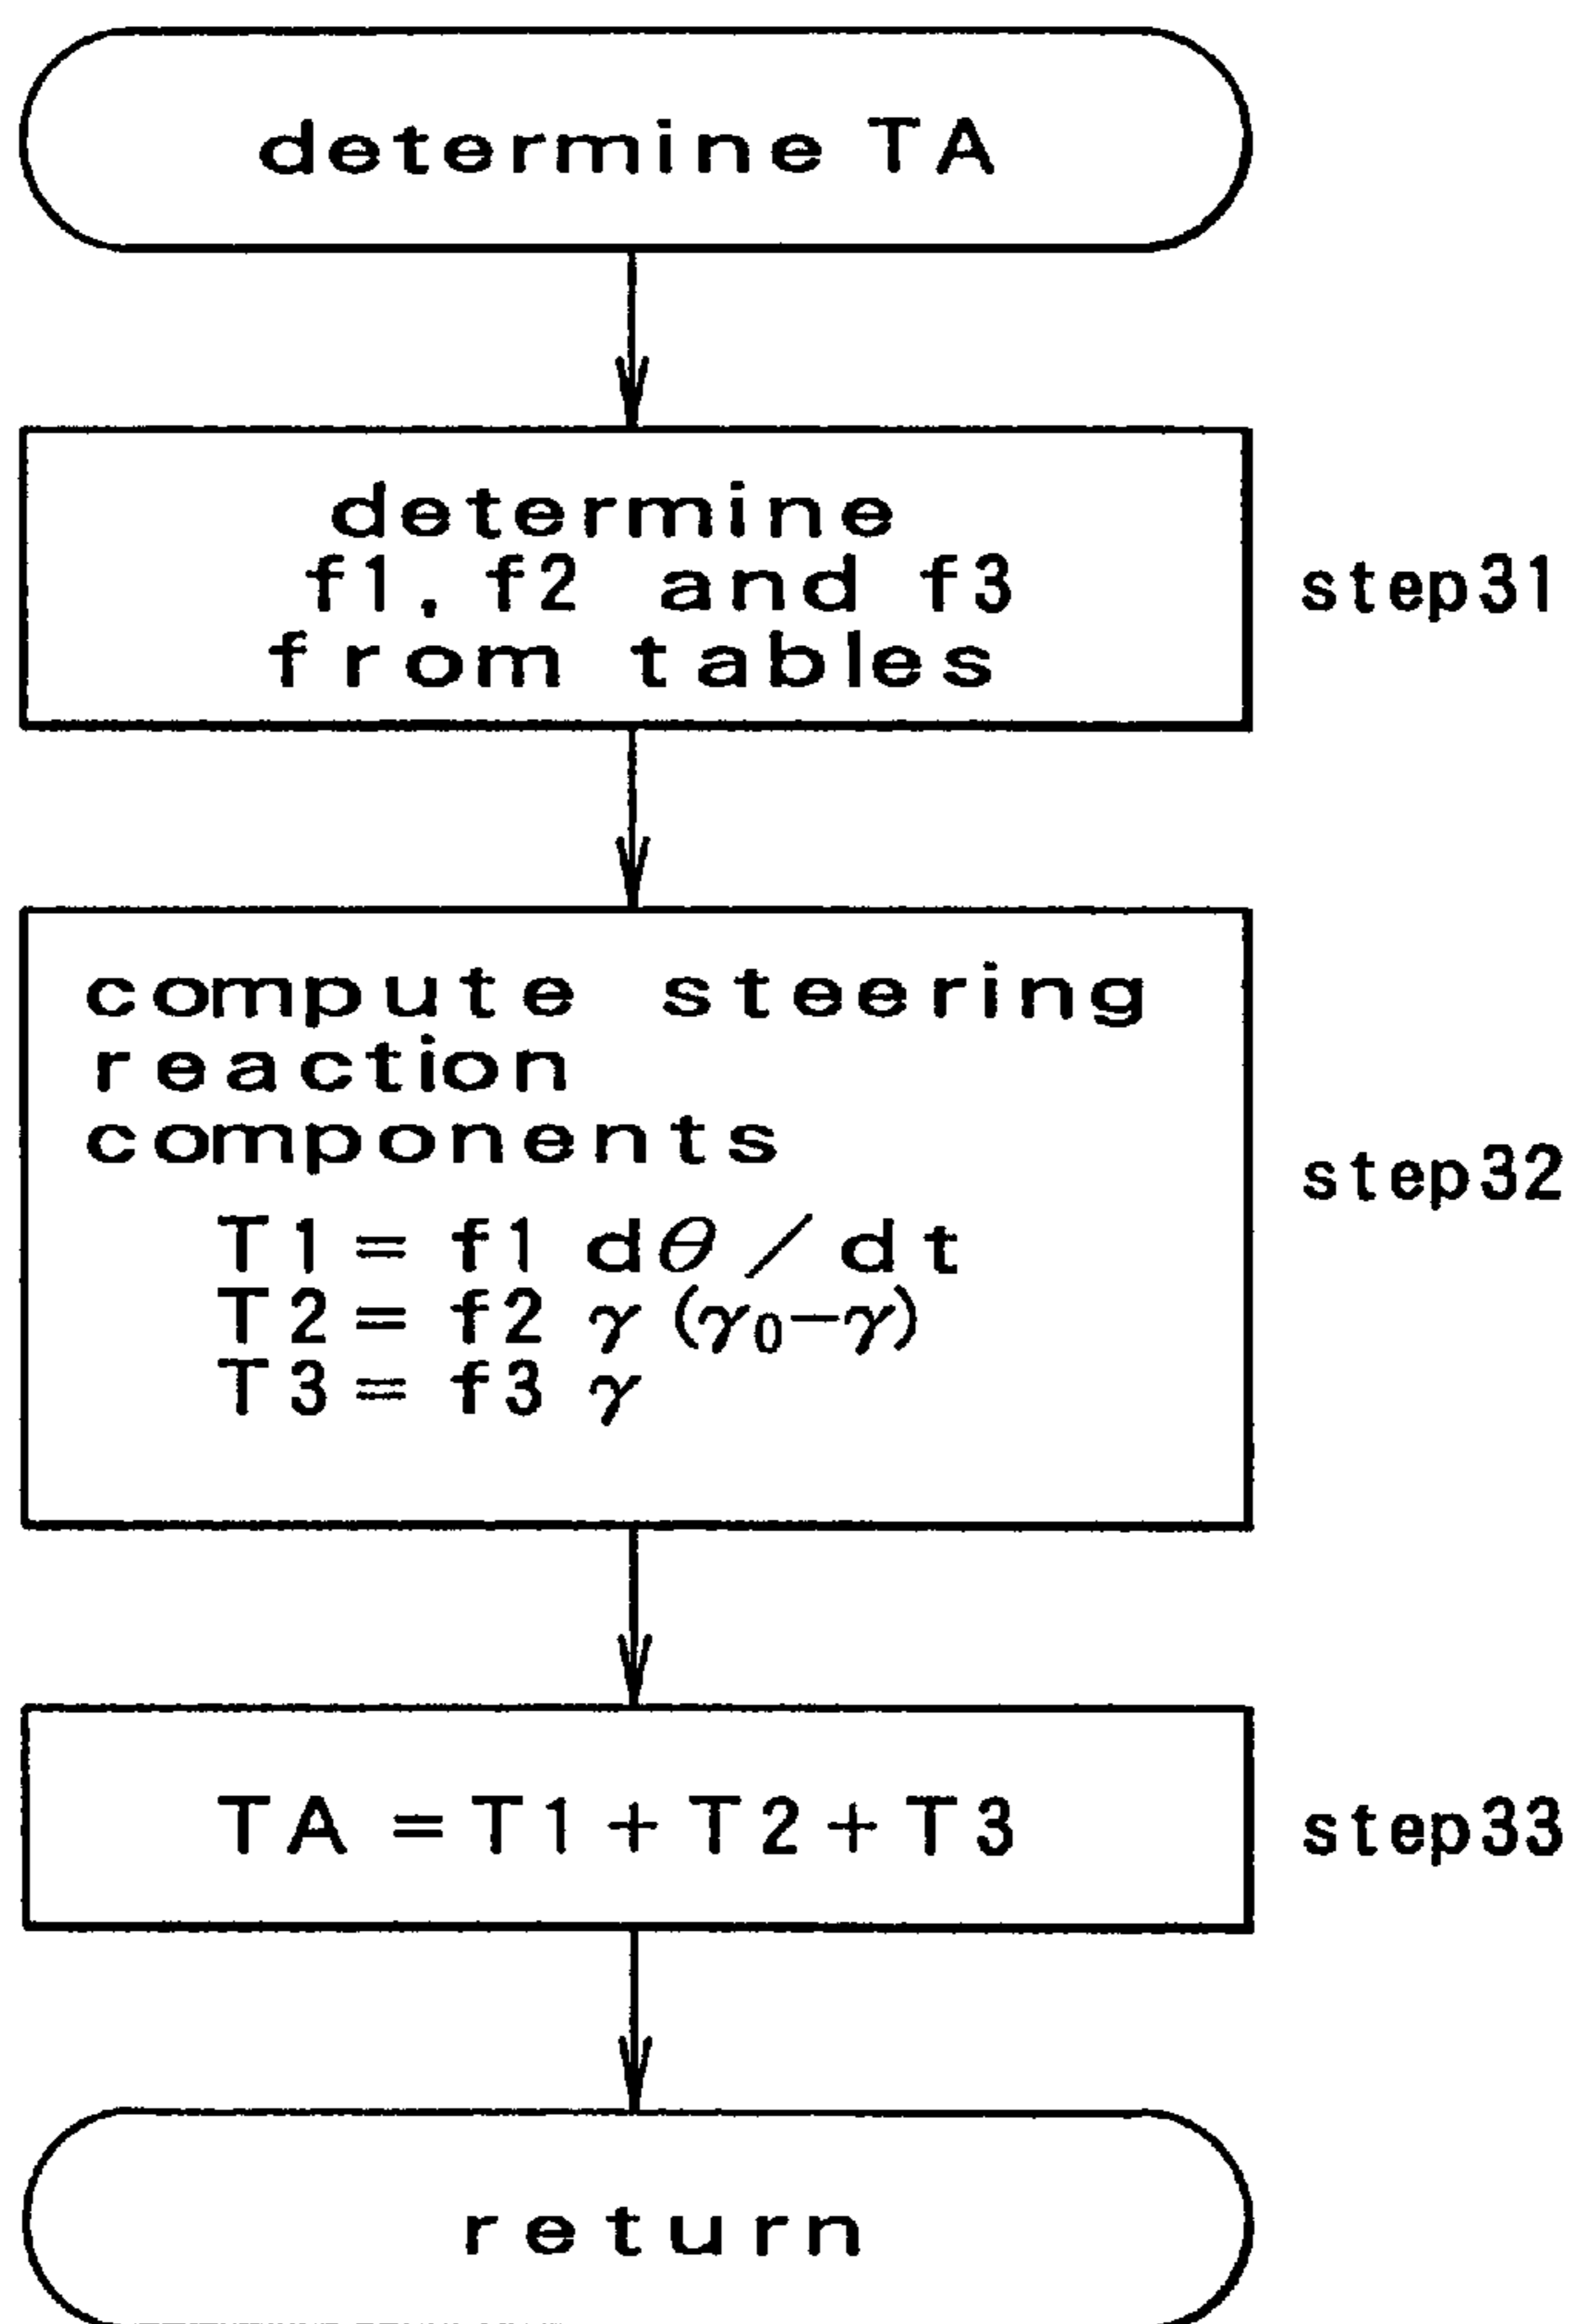 determine TA
determine
f1, f2 and f3
from tables
step31
compute steering
reaction
components
T1= f1 dθ/dt
T2= f2 γ (γ₀−γ)
T3= f3 γ
step32
TA =T1+T2+T3
step33
return